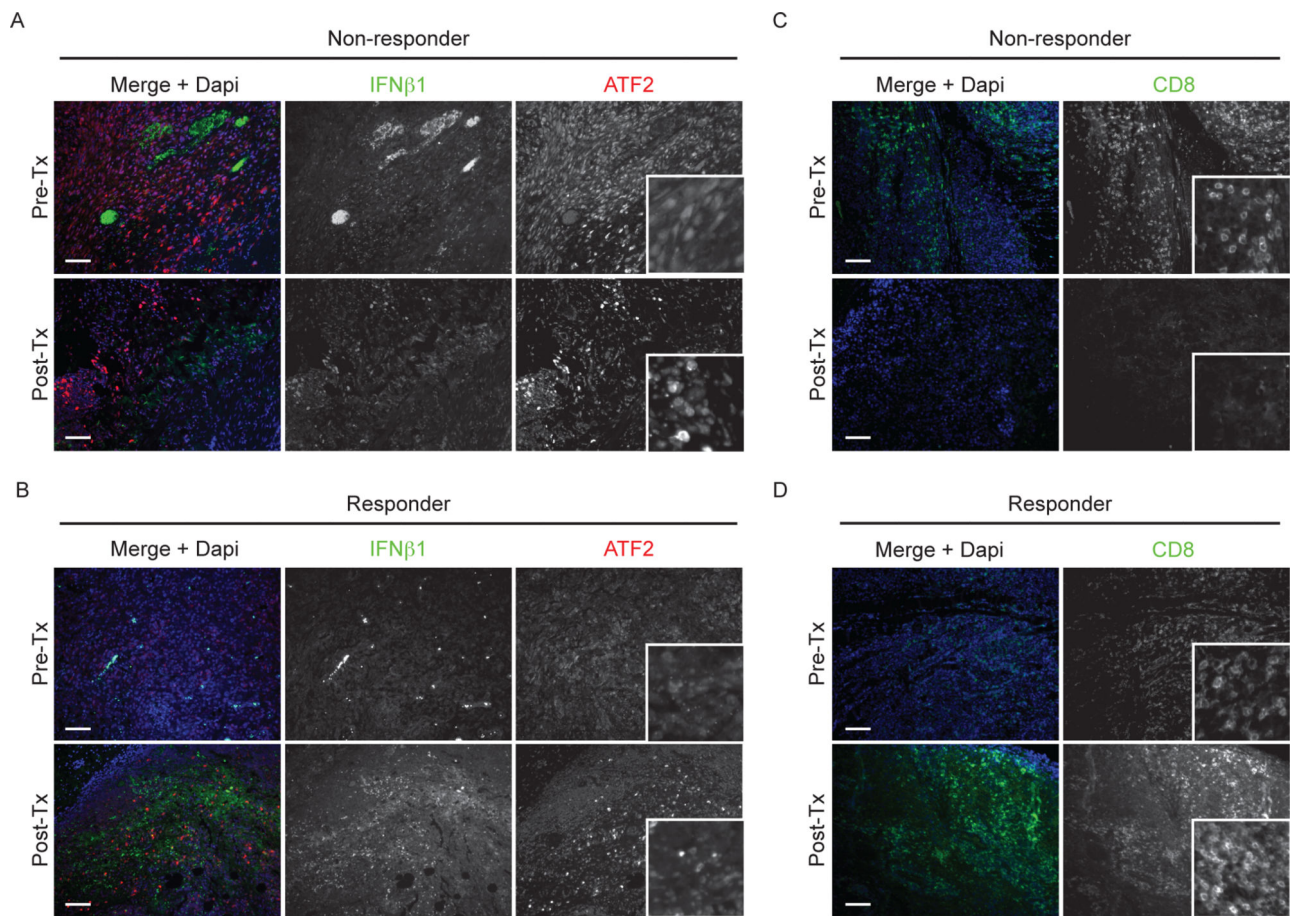 A
Non-responder
Merge + Dapi IFNβ1 ATF2
Pre-Tx
Post-Tx
B
Responder
Merge + Dapi IFNβ1 ATF2
Pre-Tx
Post-Tx
C
Non-responder
Merge + Dapi CD8
Pre-Tx
Post-Tx
D
Responder
Merge + Dapi CD8
Pre-Tx
Post-Tx